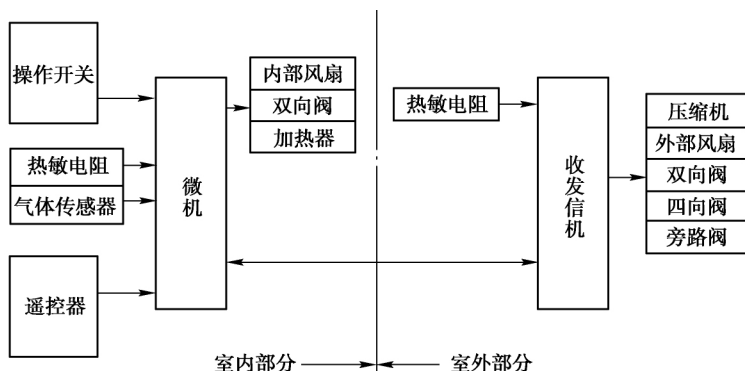 操作开关
热敏电阻
气体传感器
遥控器
微机
内部风扇
双向阀
加热器
热敏电阻
收发信机
压缩机
外部风扇
双向阀
四向阀
旁路阀
室内部分
室外部分